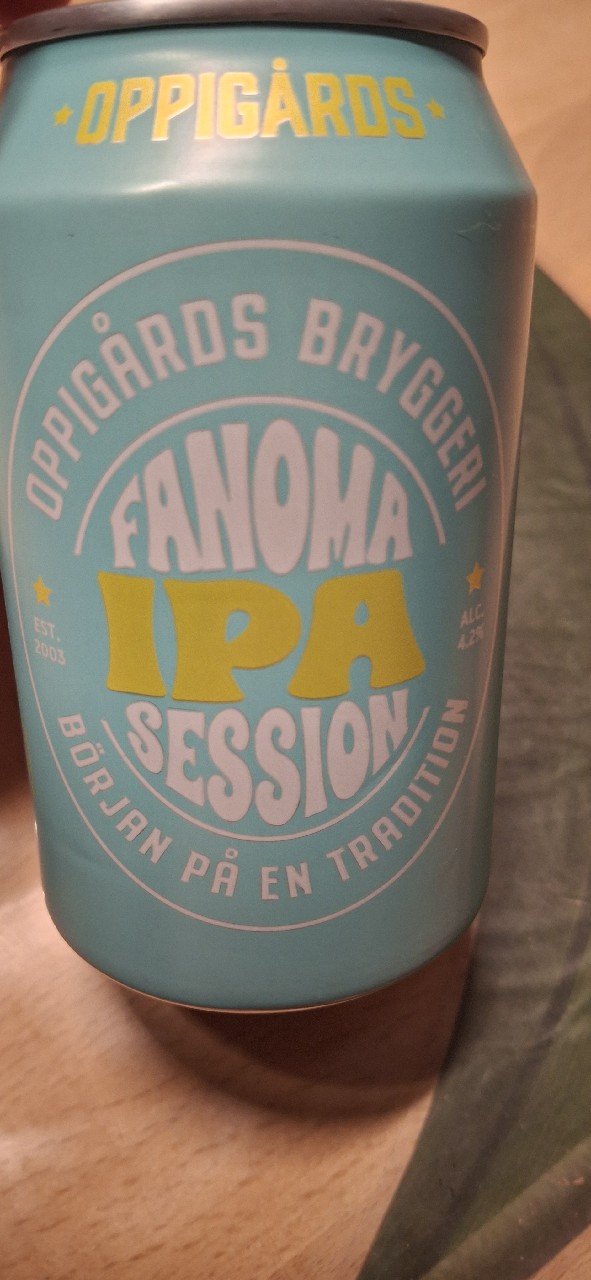 OPPIGÅRDS
OPPIGÅRDS BRYGGERI
FANOMA
IPA
SESSION
EST.
2003
ALC.
4.2%
BÖRJAN PÅ EN TRADITION